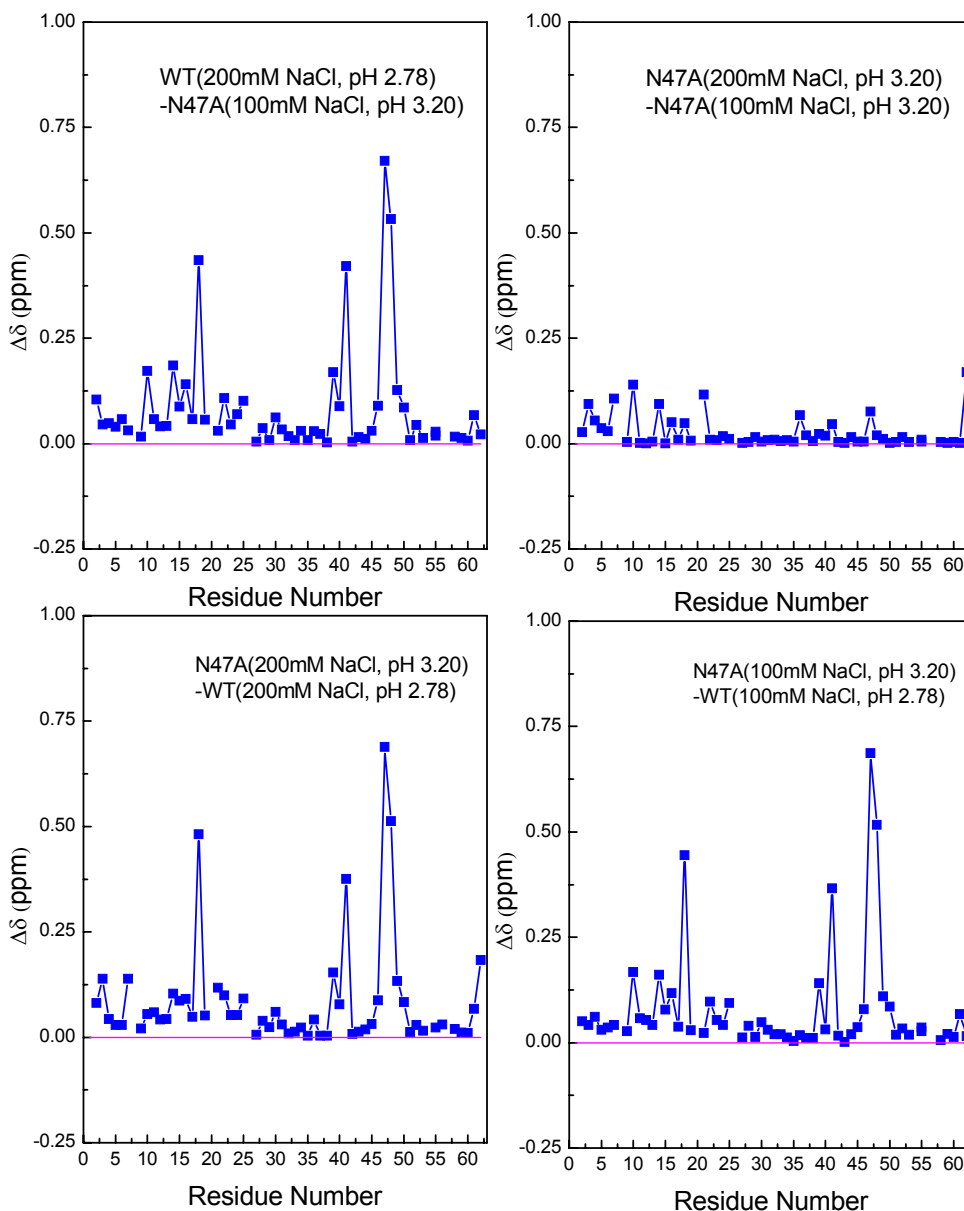 1.00
0.75
0.50
0.25
0.00
-0.25
Δδ (ppm)
WT(200mM NaCl, pH 2.78)
-N47A(100mM NaCl, pH 3.20)
0 5 10 15 20 25 30 35 40 45 50 55 60
Residue Number
1.00
0.75
0.50
0.25
0.00
-0.25
Δδ (ppm)
N47A(200mM NaCl, pH 3.20)
-N47A(100mM NaCl, pH 3.20)
0 5 10 15 20 25 30 35 40 45 50 55 60
Residue Number
1.00
0.75
0.50
0.25
0.00
-0.25
Δδ (ppm)
N47A(200mM NaCl, pH 3.20)
-WT(200mM NaCl, pH 2.78)
0 5 10 15 20 25 30 35 40 45 50 55 60
Residue Number
1.00
0.75
0.50
0.25
0.00
-0.25
Δδ (ppm)
N47A(100mM NaCl, pH 3.20)
-WT(100mM NaCl, pH 2.78)
0 5 10 15 20 25 30 35 40 45 50 55 60
Residue Number